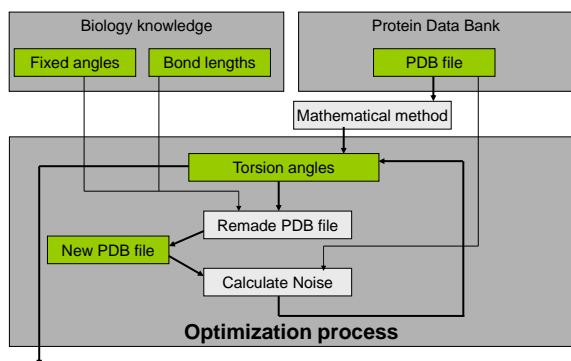 Biology knowledge
Protein Data Bank
Fixed angles
Bond lengths
PDB file
Mathematical method
Torsion angles
Remade PDB file
New PDB file
Calculate Noise
Optimization process